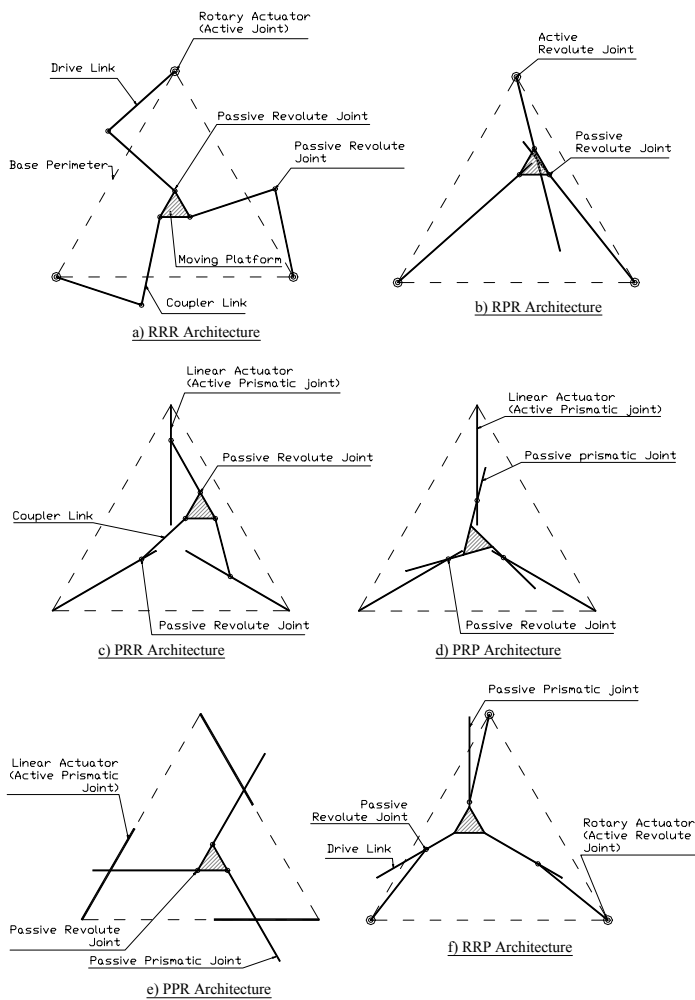 Rotary Actuator
(Active Joint)
Drive Link
Passive Revolute Joint
Passive Revolute
Joint
Base Perimeter
Moving Platform
Coupler Link
a) RRR Architecture
Active
Revolute Joint
Passive
Revolute Joint
b) RPR Architecture
Linear Actuator
(Active Prismatic joint)
Passive Revolute Joint
Coupler Link
Passive Revolute Joint
c) PRR Architecture
Linear Actuator
(Active Prismatic joint)
Passive prismatic Joint
Passive Revolute Joint
d) PRP Architecture
Linear Actuator
(Active Prismatic
Joint)
Passive Revolute
Joint
Passive Prismatic Joint
e) PPR Architecture
Passive Prismatic joint
Passive
Revolute Joint
Drive Link
Rotary Actuator
(Active Revolute
Joint)
f) RRP Architecture